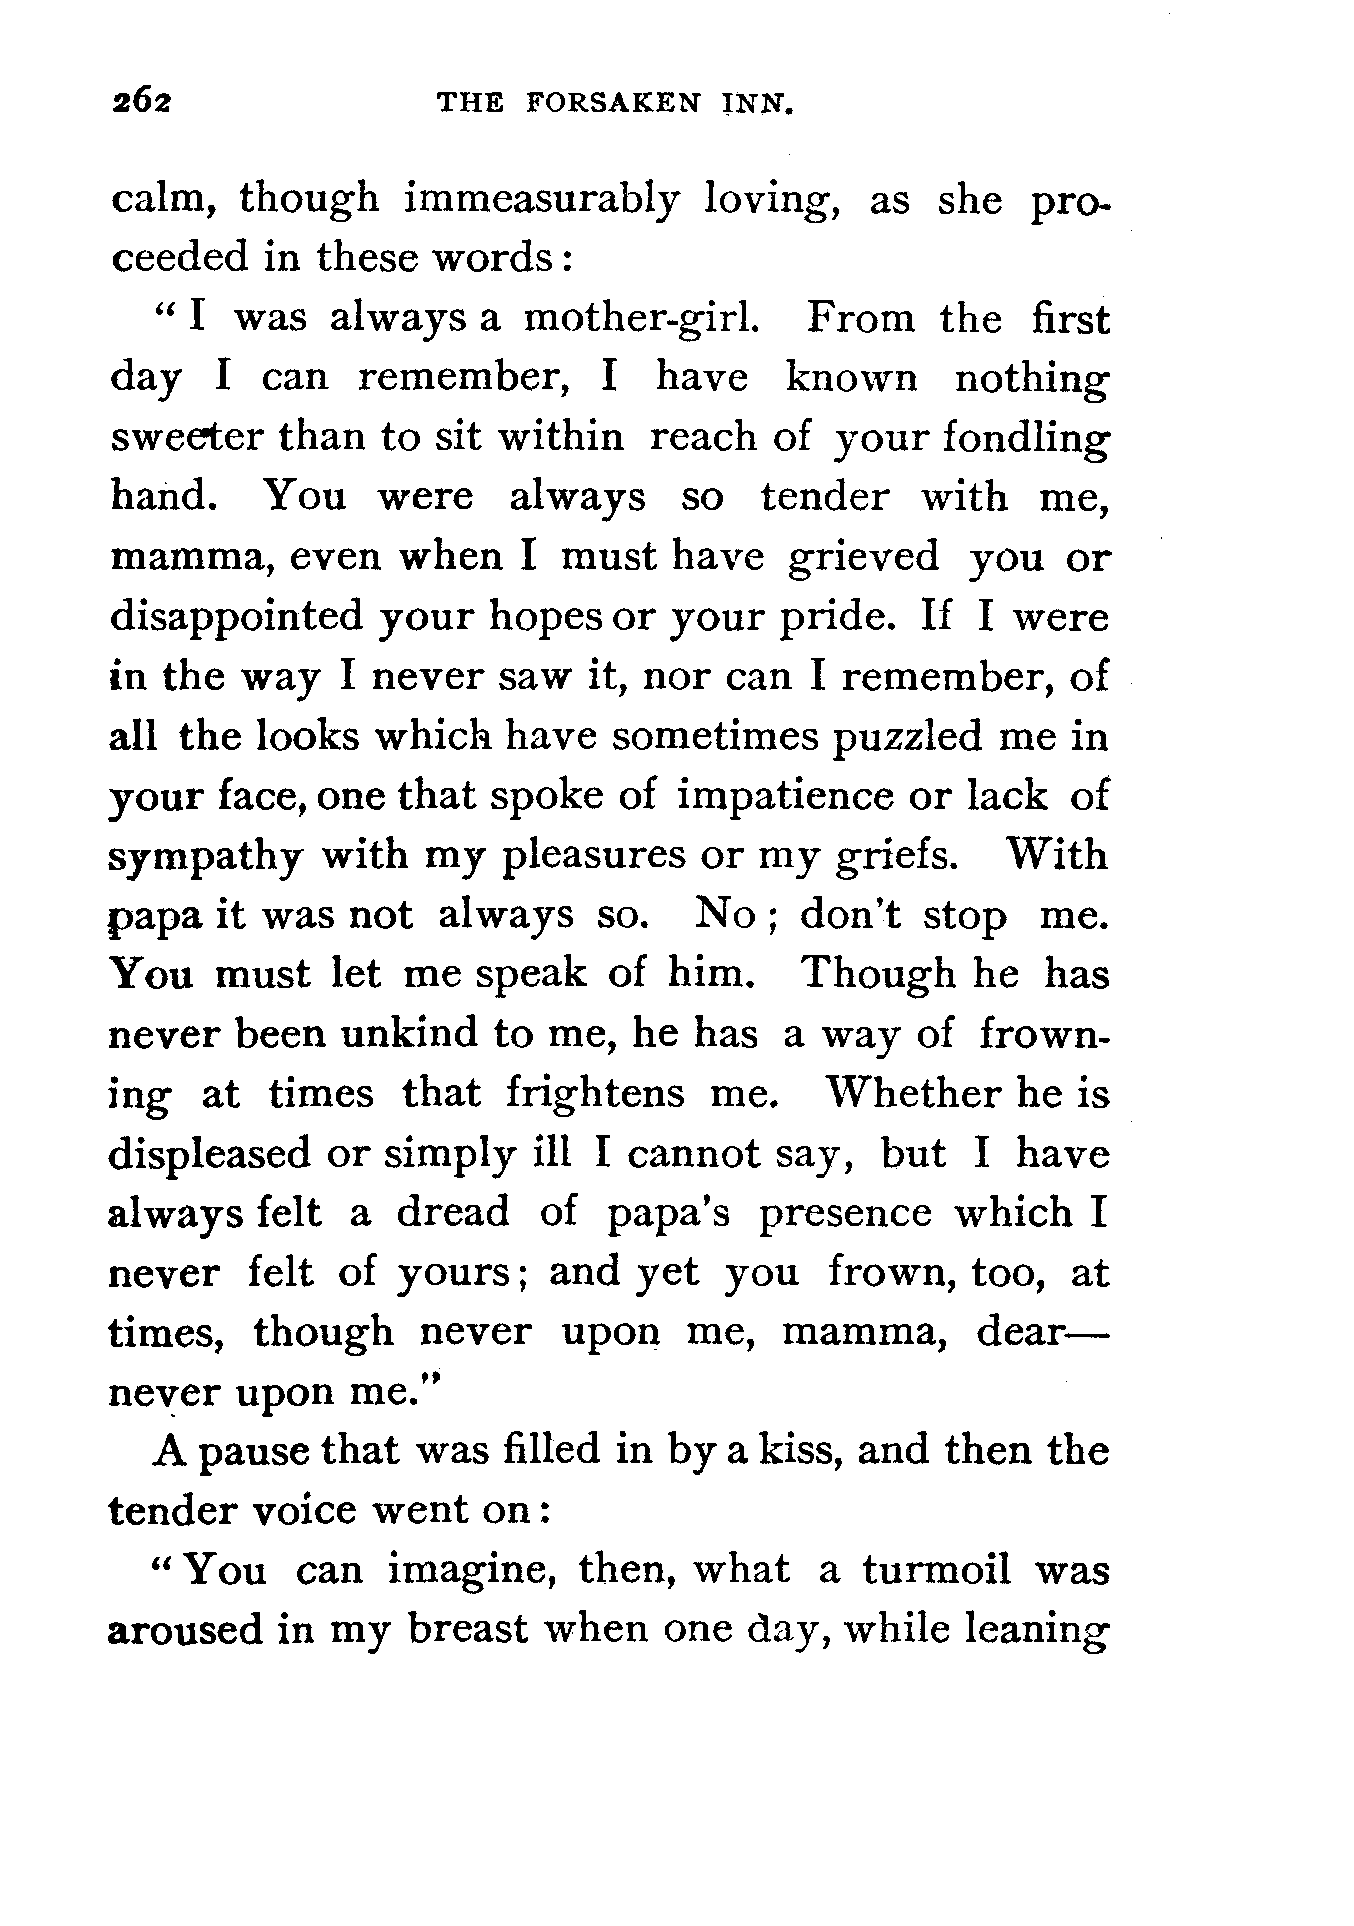 262 THE FORSAKEN INN.
calm, though immeasurably loving, as she pro-
ceeded in these words :
" I was always a mother-girl. From the first
day I can remember, I have known nothing
sweeter than to sit within reach of your fondling
hand. You were always so tender with me,
mamma, even when I must have grieved you or
disappointed your hopes or your pride. If I were
in the way I never saw it, nor can I remember, of
all the looks which have sometimes puzzled me in
your face, one that spoke of impatience or lack of
sympathy with my pleasures or my griefs. With
papa it was not always so. No ; don't stop me.
You must let me speak of him. Though he has
never been unkind to me, he has a way of frown-
ing at times that frightens me. Whether he is
displeased or simply ill I cannot say, but I have
always felt a dread of papa's presence which I
never felt of yours ; and yet you frown, too, at
times, though never upon me, mamma, dear—
never upon me."
A pause that was filled in by a kiss, and then the
tender voice went on :
" You can imagine, then, what a turmoil was
aroused in my breast when one day, while leaning